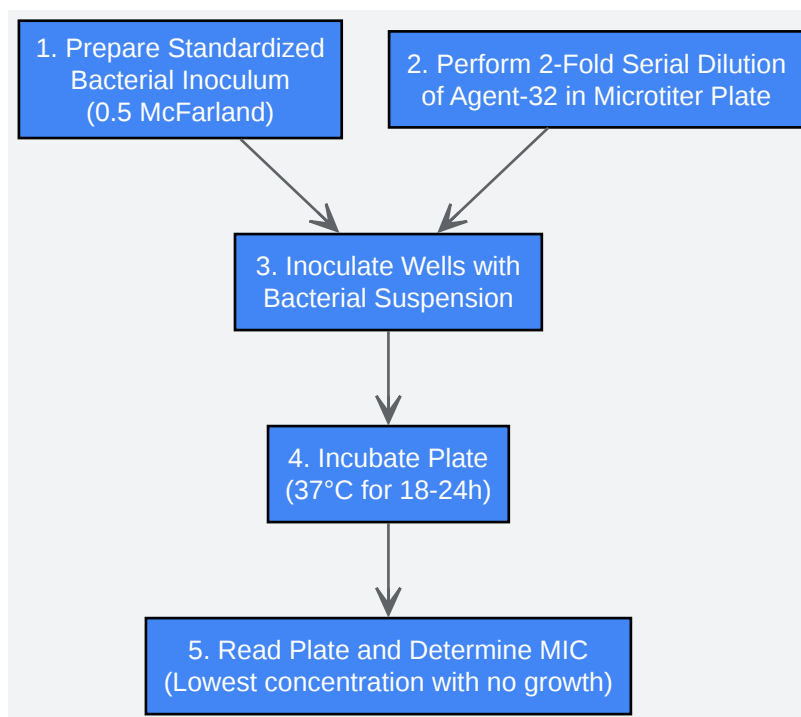 1. Prepare Standardized
Bacterial Inoculum
(0.5 McFarland)
2. Perform 2-Fold Serial Dilution
of Agent-32 in Microtiter Plate
3. Inoculate Wells with
Bacterial Suspension
4. Incubate Plate
(37°C for 18-24h)
5. Read Plate and Determine MIC
(Lowest concentration with no growth)